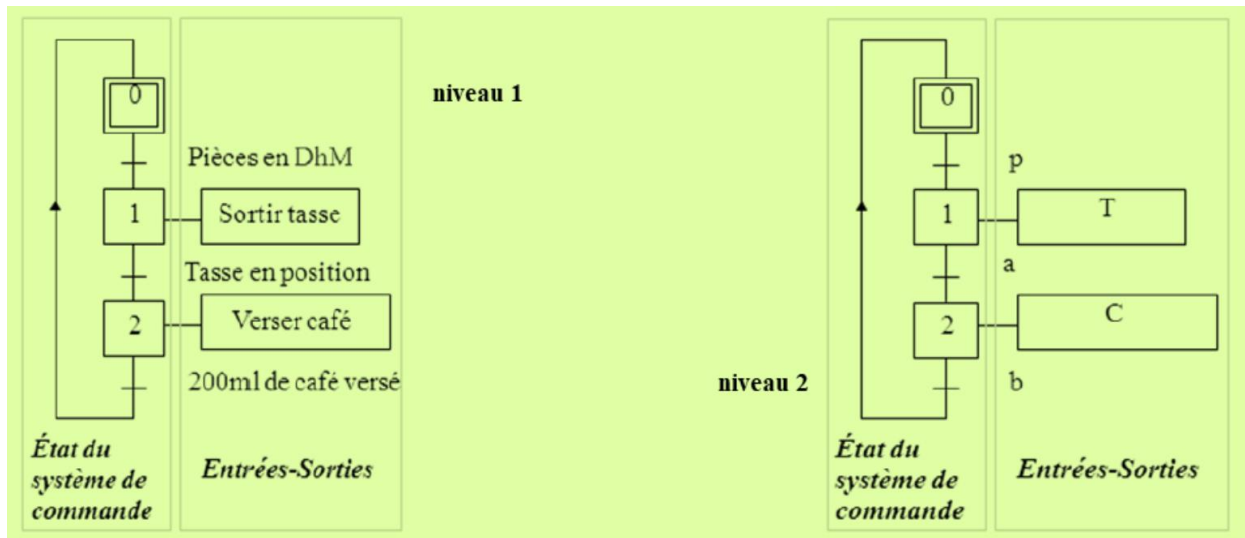 0
niveau 1
Pièces en DhM
1
Sortir tasse
Tasse en position
2
Verser café
200ml de café versé
État du
système de
commande
Entrées-Sorties
0
p
1
T
a
2
C
niveau 2
b
État du
système de
commande
Entrées-Sorties